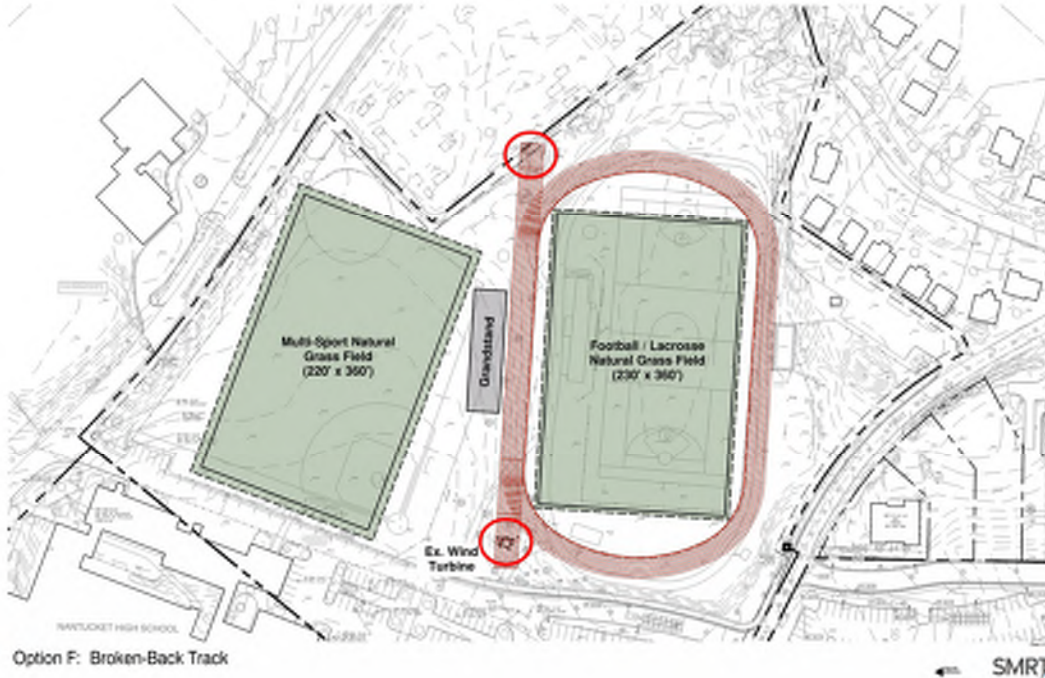 Multi-Sport Natural
Grass Field
(220' x 360')
Grandstand
Football / Lacrosse
Natural Grass Field
(230' x 360')
Ex. Wind
Turbine
NANTUCKET HIGH SCHOOL
P
Option F: Broken-Back Track
SMRT